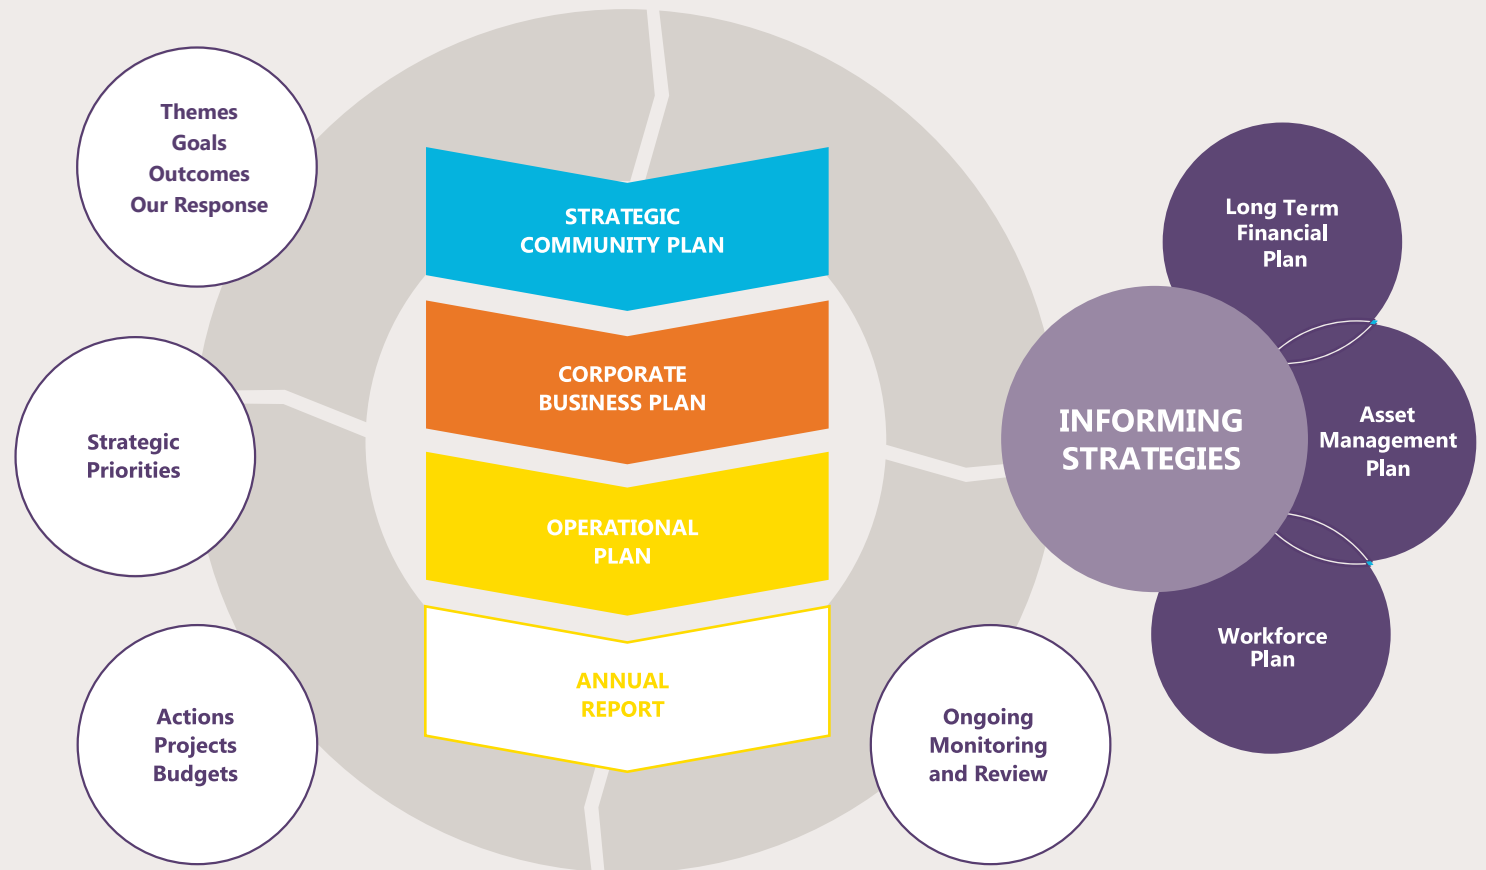 Themes
Goals
Outcomes
Our Response
Strategic
Priorities
Actions
Projects
Budgets
STRATEGIC
COMMUNITY PLAN
CORPORATE
BUSINESS PLAN
OPERATIONAL
PLAN
ANNUAL
REPORT
Ongoing
Monitoring
and Review
INFORMING
STRATEGIES
Long Term
Financial
Plan
Asset
Management
Plan
Workforce
Plan